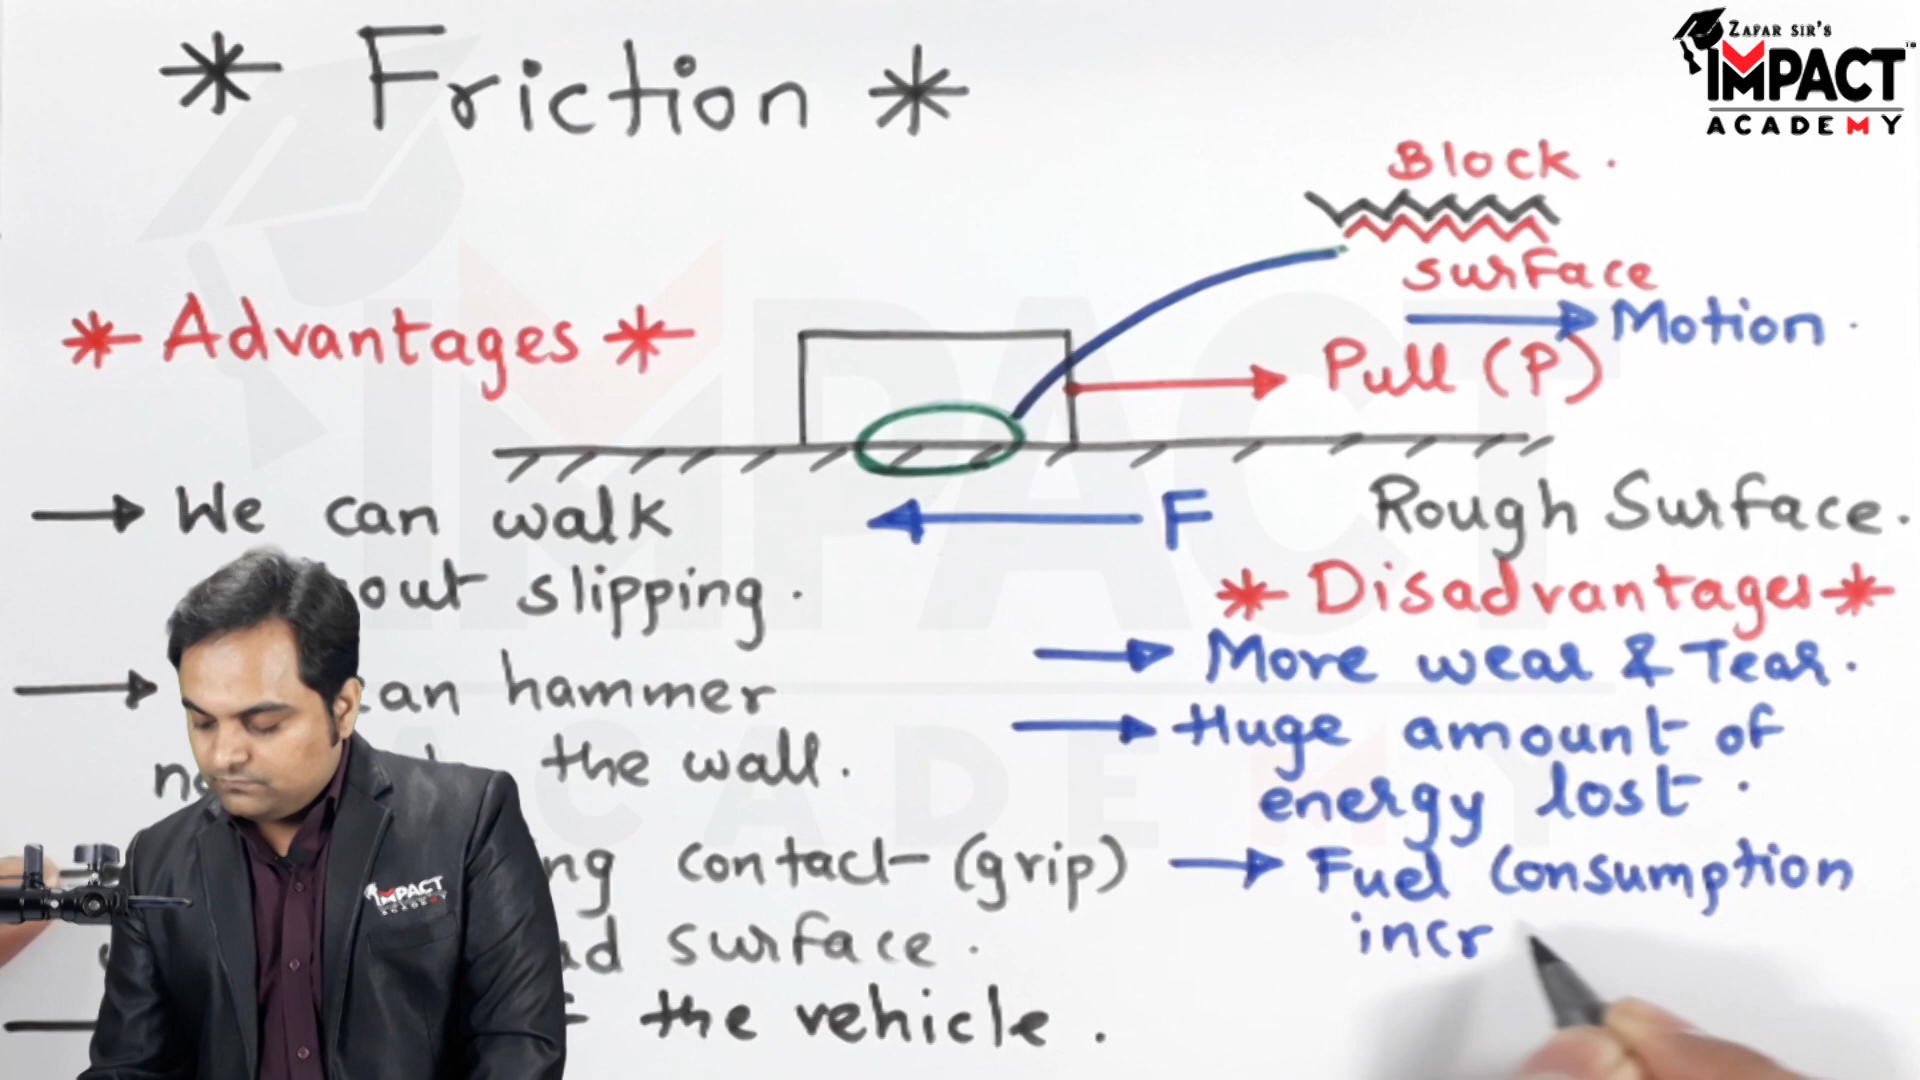 * Friction *
ZAFAR SIR'S
IMPACT
ACADEMY
Block .
surface
Motion .
Pull (P)
* Advantages *
F
Rough Surface.
→ We can walk
slipping .
→ can hammer
the wall .
contact (grip)
surface .
the vehicle .
* Disadvantages *
→ More wear & Tear .
→ Huge amount of
energy lost .
→ Fuel Consumption
incr
IMPACT
ACADEMY